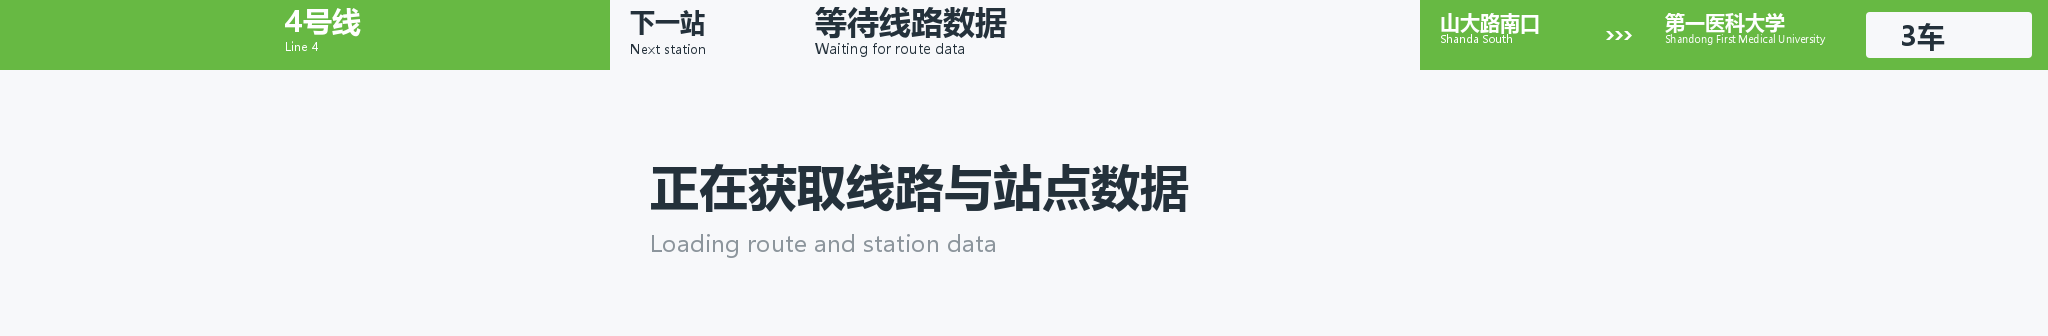 4号线
Line 4
下一站
Next station
等待线路数据
Waiting for route data
山大路南口
Shanda South
›››
第一医科大学
Shandong First Medical University
3车
正在获取线路与站点数据
Loading route and station data